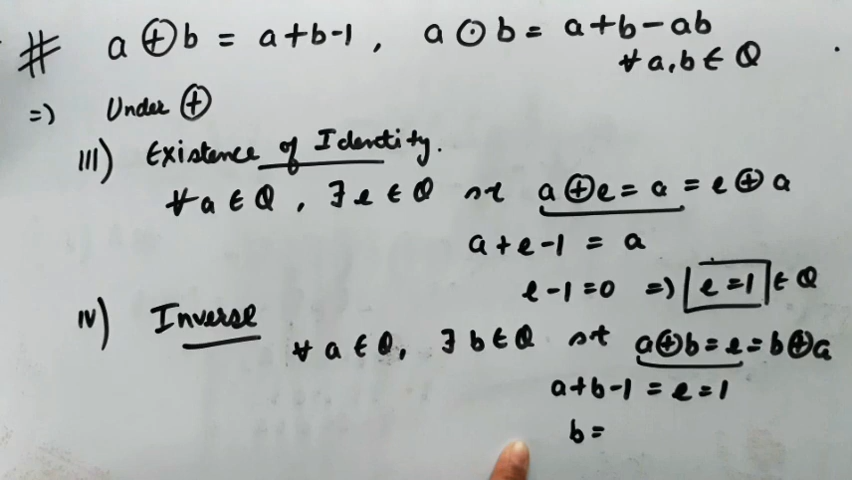 # a ⊕ b = a+b-1, a ⊙ b = a+b-ab
∀ a,b ∈ Q
=) Under ⊕
III) Existence of Identity.
∀ a ∈ Q, ∃ e ∈ Q st a ⊕ e = a = e ⊕ a
a+e-1 = a
e-1=0 =) e=1 ∈ Q
IV) Inverse
∀ a ∈ Q, ∃ b ∈ Q st a⊕b=e=b⊕a
a+b-1 = e = 1
b=